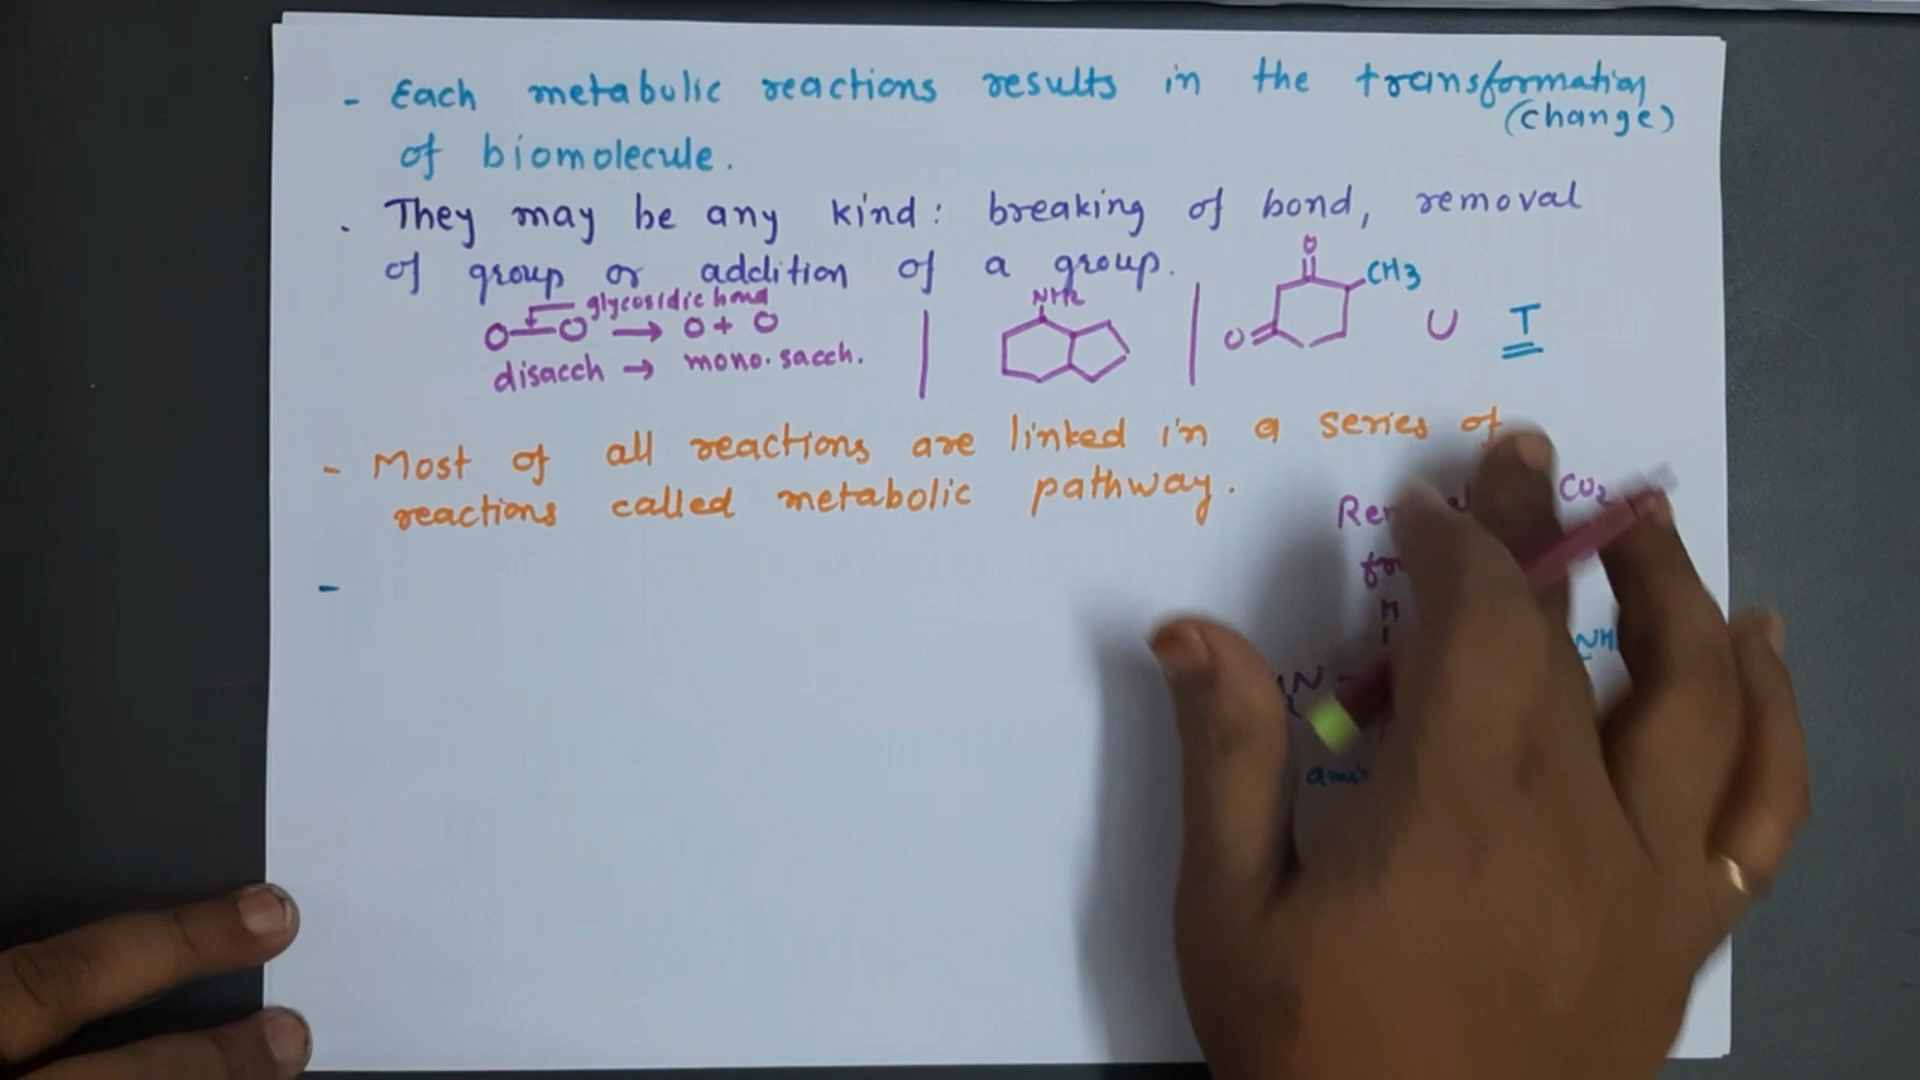 - Each metabolic reactions results in the transformation
(change)
of biomolecule.
. They may be any kind: breaking of bond, removal
of group or addition of a group.
glycosidic bond
O-O → O + O
disacch → mono.sacch.
NH2
O
CH3
O
U T
- Most of all reactions are linked in a series of
reactions called metabolic pathway.
CO2
H
NH
N
-